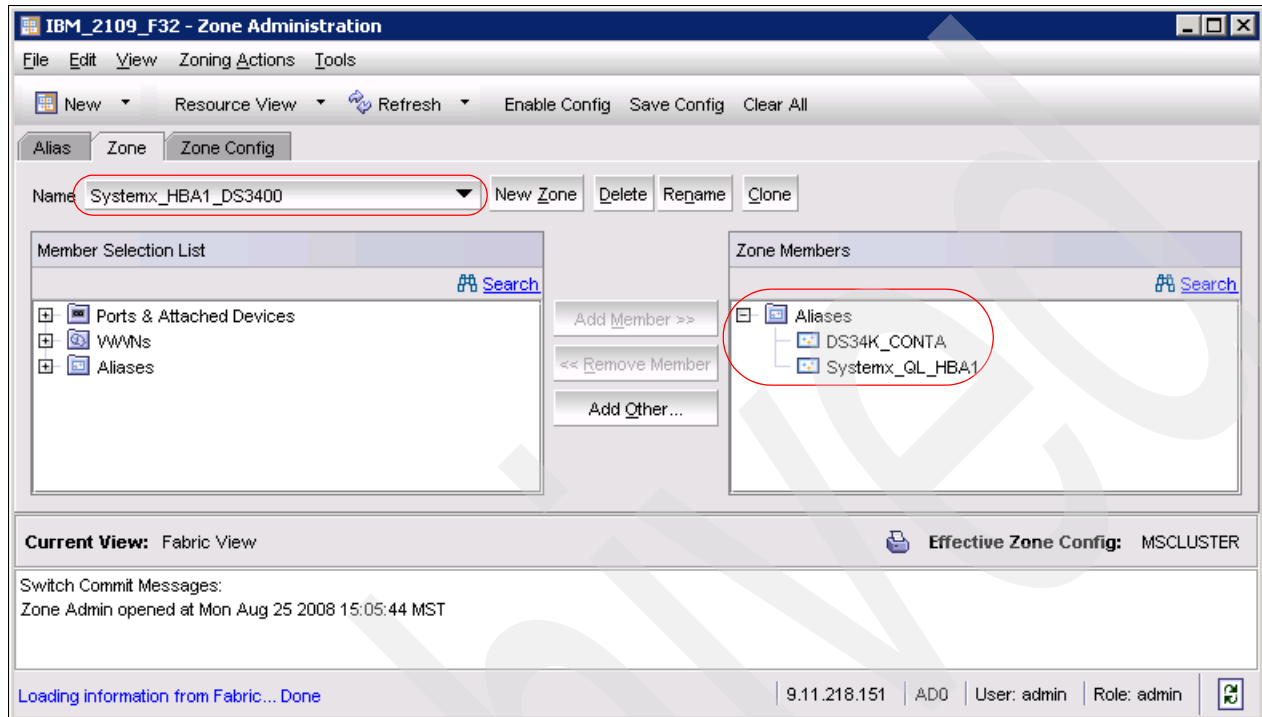 IBM_2109_F32 - Zone Administration
File Edit View Zoning Actions Tools
New Resource View Refresh Enable Config Save Config Clear All
Alias Zone Zone Config
Name Systemx_HBA1_DS3400 New Zone Delete Rename Clone
Member Selection List
Zone Members
Search
Search
Ports & Attached Devices
WWNs
Aliases
Add Member >>
<< Remove Member
Add Other...
Aliases
DS34K_CONTA
Systemx_QL_HBA1
Current View: Fabric View Effective Zone Config: MSCLUSTER
Switch Commit Messages:
Zone Admin opened at Mon Aug 25 2008 15:05:44 MST
Loading information from Fabric... Done 9.11.218.151 AD0 User: admin Role: admin